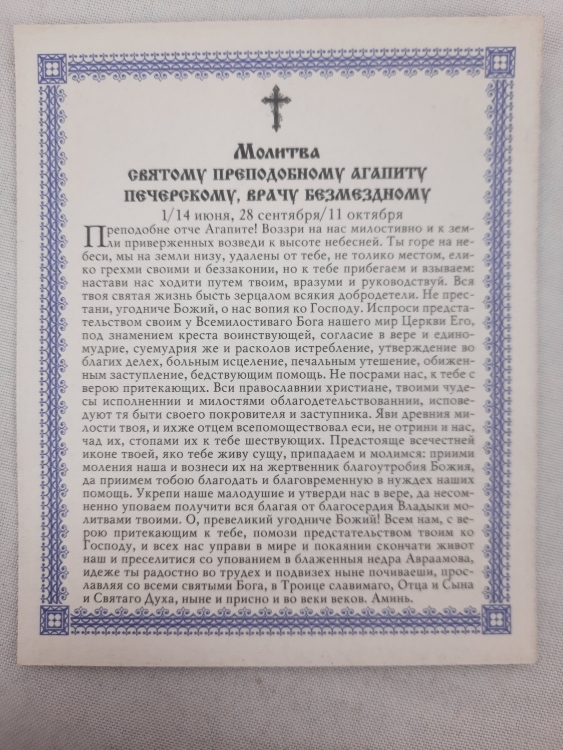 Молитва
святому преподобному Агапиту
Печерскому, врачу безмездному
1/14 июня, 28 сентября/11 октября
Преподобне отче Агапите! Воззри на нас милостивно и к зем-
ли приверженных возведи к высоте небесней. Ты горе на не-
беси, мы на земли низу, удалены от тебе, не толико местом, ели-
ко грехми своими и беззаконии, но к тебе прибегаем и взываем:
настави нас ходити путем твоим, вразуми и руководствуй. Вся
твоя святая жизнь бысть зерцалом всякия добродетели. Не прес-
тани, угодниче Божий, о нас вопия ко Господу. Испроси предста-
тельством своим у Всемилостиваго Бога нашего мир Церкви Его,
под знамением креста воинствующей, согласие в вере и едино-
мудрие, суемудрия же и расколов истребление, утверждение во
благих делех, больным исцеление, печальным утешение, обижен-
ным заступление, бедствующим помощь. Не посрами нас, к тебе с
верою притекающих. Вси православнии христиане, твоими чуде-
сы исполненнии и милостями облагодетельствованнии, испове-
дуют тя быти своего покровителя и заступника. Яви древния ми-
лости твоя, и ихже отцем вспомоществовал еси, не отрини и нас,
чад их, стопами их к тебе шествующих. Предстояще всечестней
иконе твоей, яко тебе живу сущу, припадаем и молимся: приими
моления наша и вознеси их на жертвенник благоутробия Божия,
да приимем тобою благодать и благовременную в нуждех наших
помощь. Укрепи наше малодушие и утверди нас в вере, да несом-
ненно уповаем получити вся благая от благосердия Владыки мо-
литвами твоими. О, превеликий угодниче Божий! Всем нам, с ве-
рою притекающим к тебе, помози предстательством твоим ко
Господу, и всех нас управи в мире и покаянии скончати живот
наш и преселитися со упованием в блаженныя недра Авраамова,
идеже ты радостно во трудех и подвизех ныне почиваеши, прос-
лавляя со всеми святыми Бога, в Троице славимаго, Отца и Сына
и Святаго Духа, ныне и присно и во веки веков. Аминь.